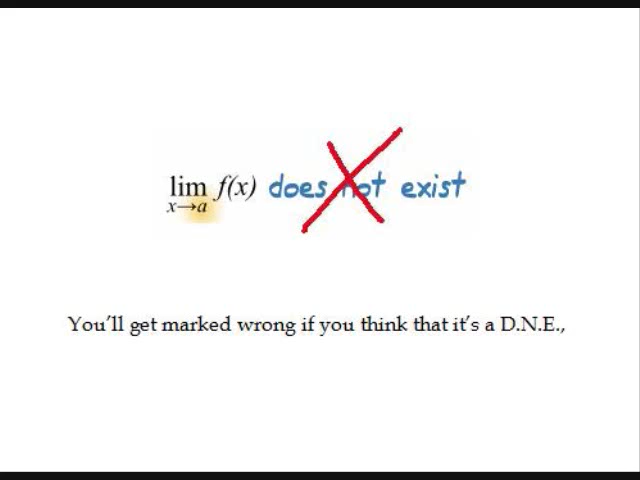 lim f(x) does not exist
x→a
You'll get marked wrong if you think that it's a D.N.E.,